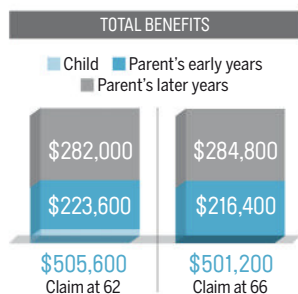 TOTAL BENEFITS
Child Parent's early years
Parent's later years
$282,000 $284,800
$223,600 $216,400
$505,600 $501,200
Claim at 62 Claim at 66